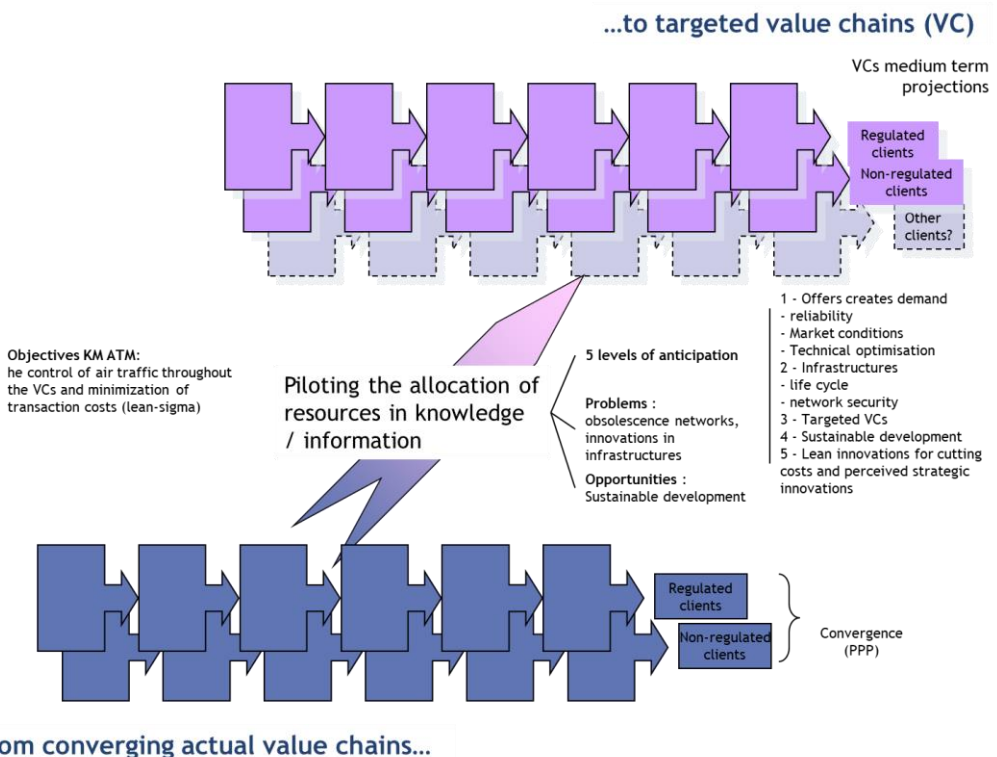 ...to targeted value chains (VC)
VCs medium term
projections
Regulated
clients
Non-regulated
clients
Other
clients?
Objectives KM ATM:
he control of air traffic throughout
the VCs and minimization of
transaction costs (lean-sigma)
Piloting the allocation of
resources in knowledge
/ information
5 levels of anticipation
Problems :
obsolescence networks,
innovations in
infrastructures
Opportunities :
Sustainable development
1 - Offers creates demand
- reliability
- Market conditions
- Technical optimisation
2 - Infrastructures
- life cycle
- network security
3 - Targeted VCs
4 - Sustainable development
5 - Lean innovations for cutting
costs and perceived strategic
innovations
Regulated
clients
Non-regulated
clients
Convergence
(PPP)
om converging actual value chains...